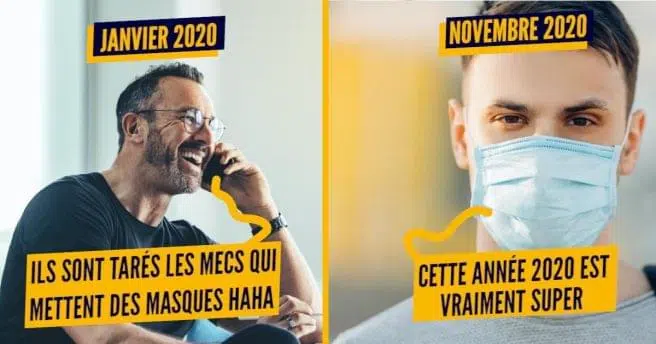 JANVIER 2020
ILS SONT TARÉS LES MECS QUI
METTENT DES MASQUES HAHA
NOVEMBRE 2020
CETTE ANNÉE 2020 EST
VRAIMENT SUPER